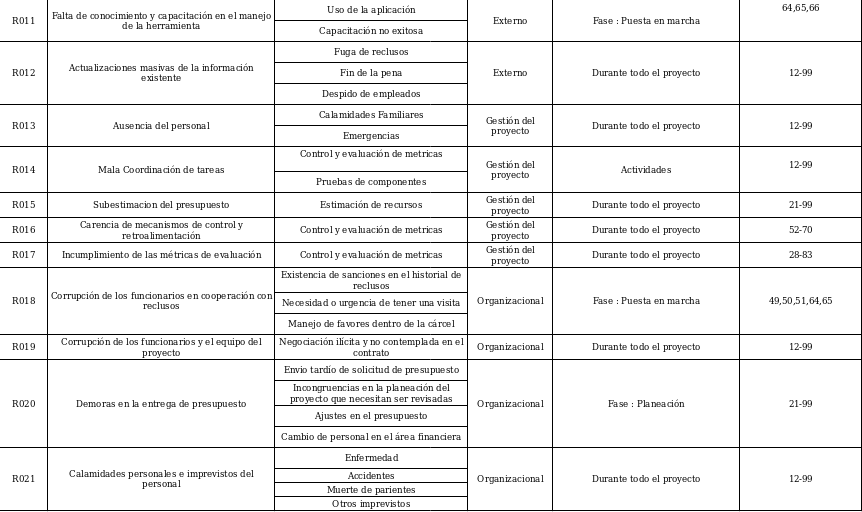 R011
Falta de conocimiento y capacitación en el manejo
de la herramienta
Uso de la aplicación
Capacitación no exitosa
Externo
Fase : Puesta en marcha
64,65,66
R012
Actualizaciones masivas de la información
existente
Fuga de reclusos
Fin de la pena
Despido de empleados
Externo
Durante todo el proyecto
12-99
R013
Ausencia del personal
Calamidades Familiares
Emergencias
Gestión del
proyecto
Durante todo el proyecto
12-99
R014
Mala Coordinación de tareas
Control y evaluación de metricas
Pruebas de componentes
Gestión del
proyecto
Actividades
12-99
R015
Subestimacion del presupuesto
Estimación de recursos
Gestión del
proyecto
Durante todo el proyecto
21-99
R016
Carencia de mecanismos de control y
retroalimentación
Control y evaluación de metricas
Gestión del
proyecto
Durante todo el proyecto
52-70
R017
Incumplimiento de las métricas de evaluación
Control y evaluación de metricas
Gestión del
proyecto
Durante todo el proyecto
28-83
R018
Corrupción de los funcionarios en cooperación con
reclusos
Existencia de sanciones en el historial de
reclusos
Necesidad o urgencia de tener una visita
Manejo de favores dentro de la cárcel
Organizacional
Fase : Puesta en marcha
49,50,51,64,65
R019
Corrupción de los funcionarios y el equipo del
proyecto
Negociación ilícita y no contemplada en el
contrato
Organizacional
Durante todo el proyecto
12-99
R020
Demoras en la entrega de presupuesto
Envio tardío de solicitud de presupuesto
Incongruencias en la planeación del
proyecto que necesitan ser revisadas
Ajustes en el presupuesto
Cambio de personal en el área financiera
Organizacional
Fase : Planeación
21-99
R021
Calamidades personales e imprevistos del
personal
Enfermedad
Accidentes
Muerte de parientes
Otros imprevistos
Organizacional
Durante todo el proyecto
12-99